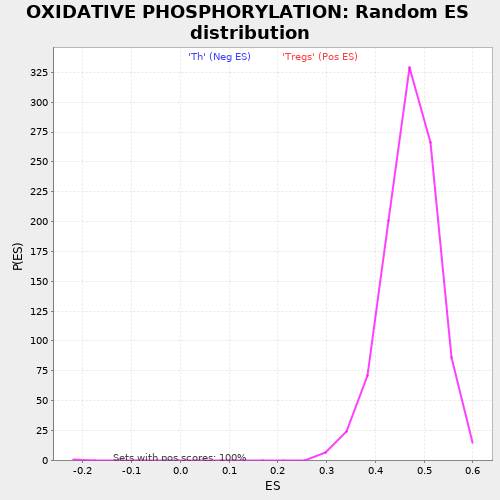 OXIDATIVE PHOSPHORYLATION: Random ES
distribution
'Th' (Neg ES) 'Tregs' (Pos ES)
P(ES)
325
300
275
250
225
200
175
150
125
100
75
50
25
0
Sets with pos scores: 100%
-0.2 -0.1 0.0 0.1 0.2 0.3 0.4 0.5 0.6
ES